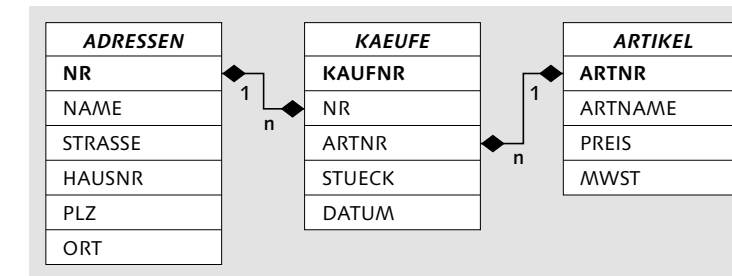 ADRESSEN
NR
NAME
STRASSE
HAUSNR
PLZ
ORT
1
n
KAEUFE
KAUFNR
NR
ARTNR
STUECK
DATUM
1
n
ARTIKEL
ARTNR
ARTNAME
PREIS
MWST